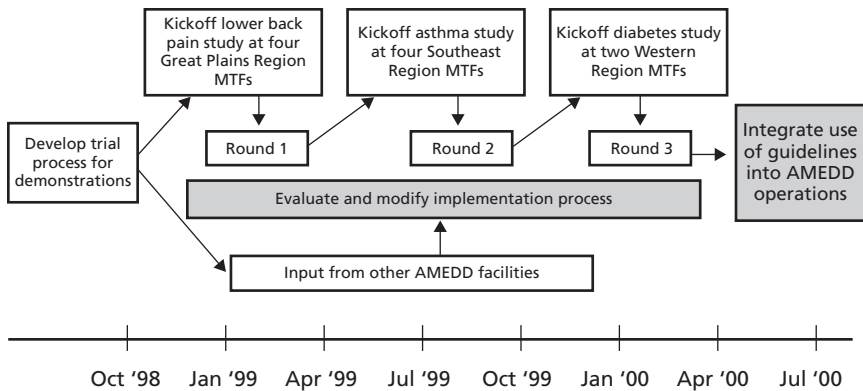 Kickoff lower back
pain study at four
Great Plains Region
MTFs
Kickoff asthma study
at four Southeast
Region MTFs
Kickoff diabetes study
at two Western
Region MTFs
Develop trial
process for
demonstrations
Round 1
Round 2
Round 3
Integrate use
of guidelines
into AMEDD
operations
Evaluate and modify implementation process
Input from other AMEDD facilities
Oct ‘98 Jan ‘99 Apr ‘99 Jul ‘99 Oct ‘99 Jan ‘00 Apr ‘00 Jul ‘00